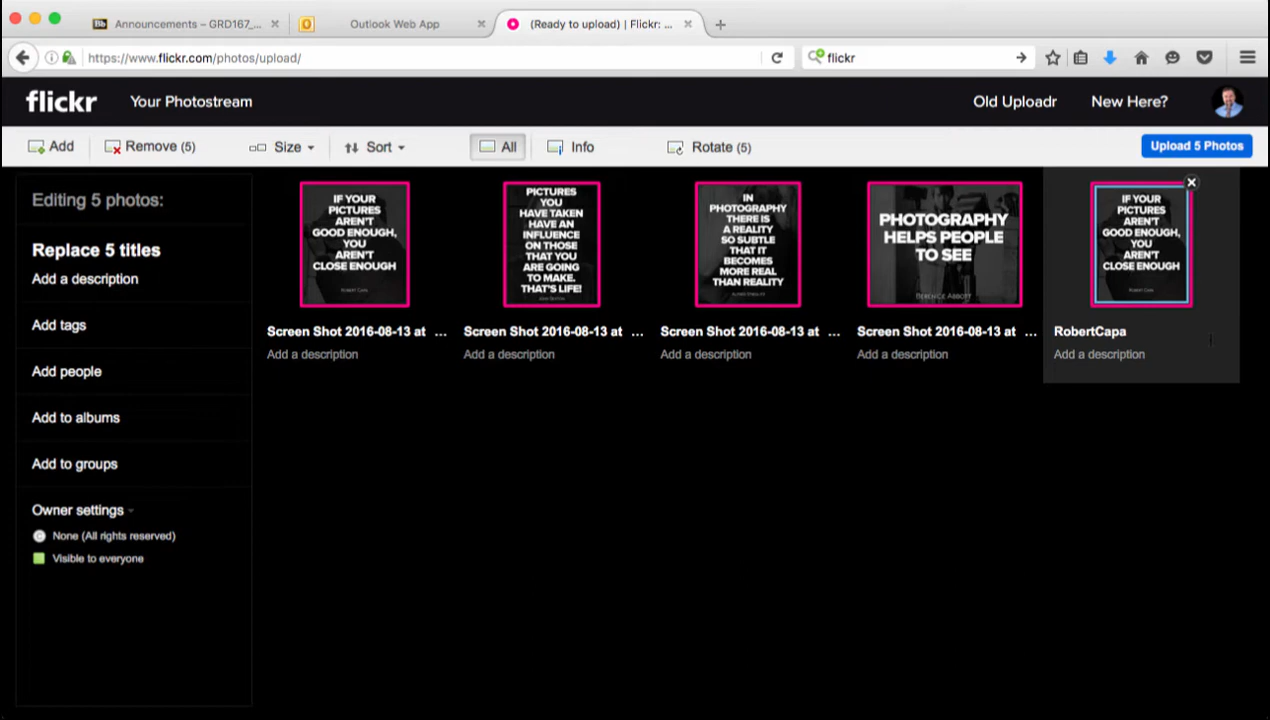 Bb Announcements – GRD167_...
Outlook Web App
(Ready to upload) | Flickr: ...
https://www.flickr.com/photos/upload/
flickr
flickr
Your Photostream
Old Uploadr
New Here?
Add
Remove (5)
Size
Sort
All
Info
Rotate (5)
Upload 5 Photos
Editing 5 photos:
Replace 5 titles
Add a description
Add tags
Add people
Add to albums
Add to groups
Owner settings
None (All rights reserved)
Visible to everyone
IF YOUR
PICTURES
AREN'T
GOOD ENOUGH,
YOU
AREN'T
CLOSE ENOUGH
ROBERT CAPA
Screen Shot 2016-08-13 at ...
Add a description
PICTURES
YOU
HAVE TAKEN
HAVE AN
INFLUENCE
ON THOSE
THAT YOU
ARE GOING
TO MAKE.
THAT'S LIFE!
Screen Shot 2016-08-13 at ...
Add a description
IN
PHOTOGRAPHY
THERE IS
A REALITY
SO SUBTLE
THAT IT
BECOMES
MORE REAL
THAN REALITY
Screen Shot 2016-08-13 at ...
Add a description
PHOTOGRAPHY
HELPS PEOPLE
TO SEE
BERENICE ABBOTT
Screen Shot 2016-08-13 at ...
Add a description
IF YOUR
PICTURES
AREN'T
GOOD ENOUGH,
YOU
AREN'T
CLOSE ENOUGH
ROBERT CAPA
RobertCapa
Add a description